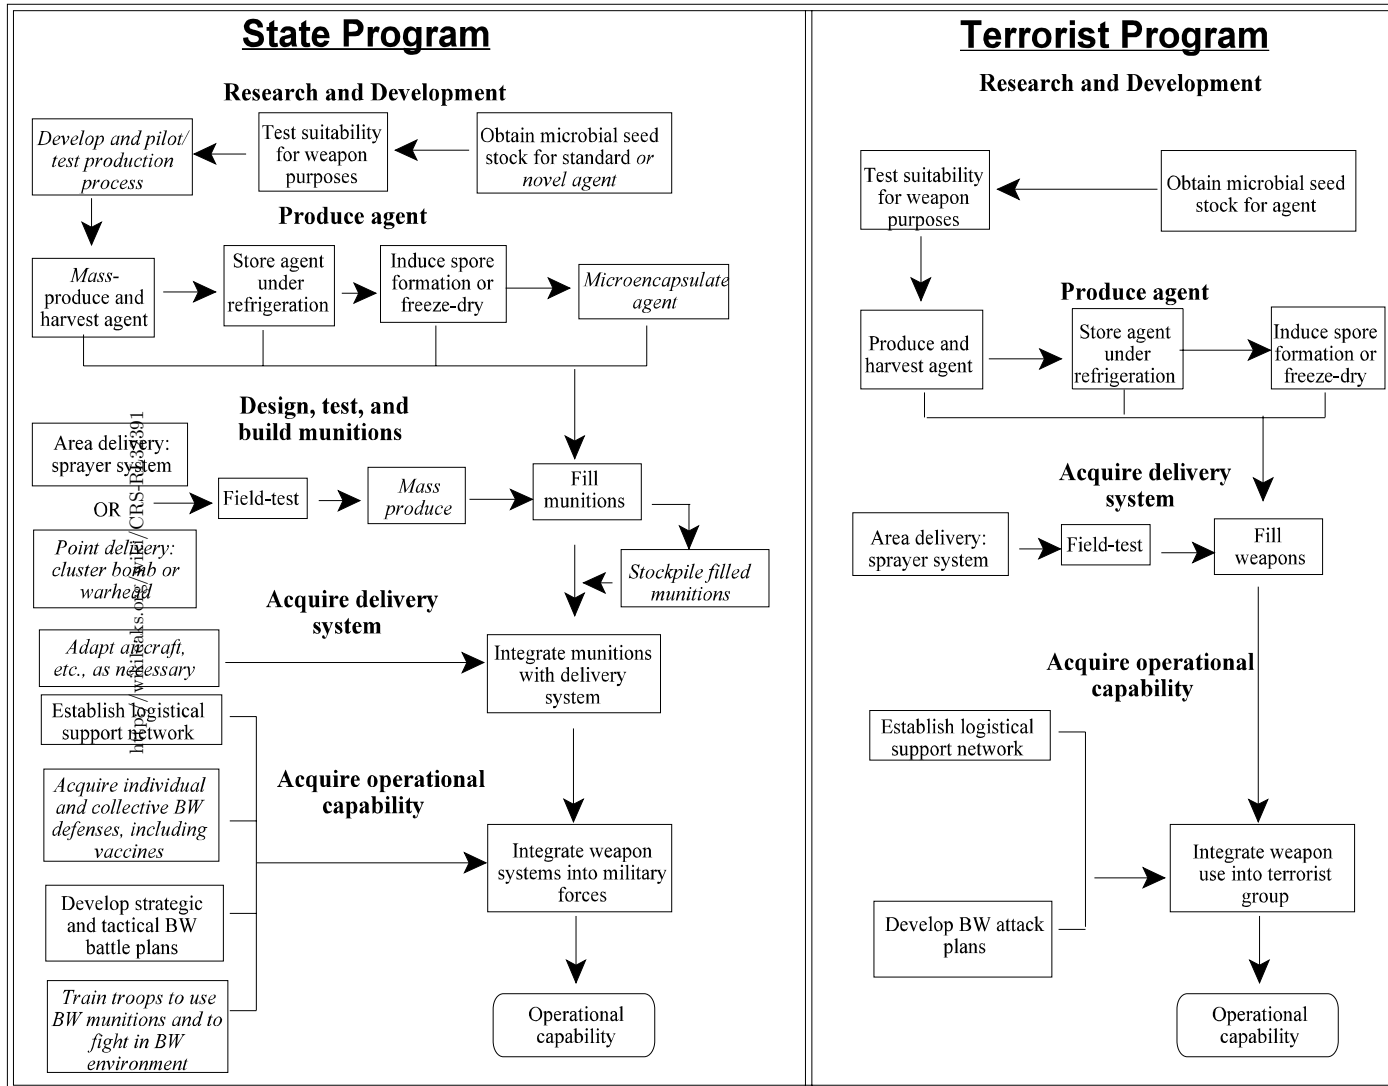 State Program
Research and Development
Develop and pilot/
test production
process
Test suitability
for weapon
purposes
Obtain microbial seed
stock for standard or
novel agent
Produce agent
Mass-
produce and
harvest agent
Store agent
under
refrigeration
Induce spore
formation or
freeze-dry
Microencapsulate
agent
Design, test, and
build munitions
Area delivery:
sprayer system
OR
Point delivery:
cluster bomb or
warhead
Field-test
Mass
produce
Fill
munitions
Stockpile filled
munitions
Acquire delivery
system
Adapt aircraft,
etc., as necessary
Integrate munitions
with delivery
system
Establish logistical
support network
Acquire individual
and collective BW
defenses, including
vaccines
Develop strategic
and tactical BW
battle plans
Train troops to use
BW munitions and to
fight in BW
environment
Acquire operational
capability
Integrate weapon
systems into military
forces
Operational
capability
http://wikileaks.org/wiki/CRS-RL32391
Terrorist Program
Research and Development
Test suitability
for weapon
purposes
Obtain microbial seed
stock for agent
Produce agent
Produce and
harvest agent
Store agent
under
refrigeration
Induce spore
formation or
freeze-dry
Acquire delivery
system
Area delivery:
sprayer system
Field-test
Fill
weapons
Acquire operational
capability
Establish logistical
support network
Develop BW attack
plans
Integrate weapon
use into terrorist
group
Operational
capability